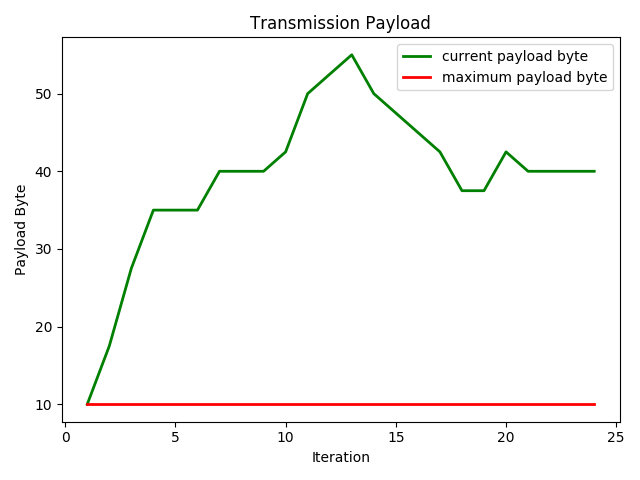 Transmission Payload
current payload byte
maximum payload byte
Payload Byte
50
40
30
20
10
0
5
10
15
20
25
Iteration